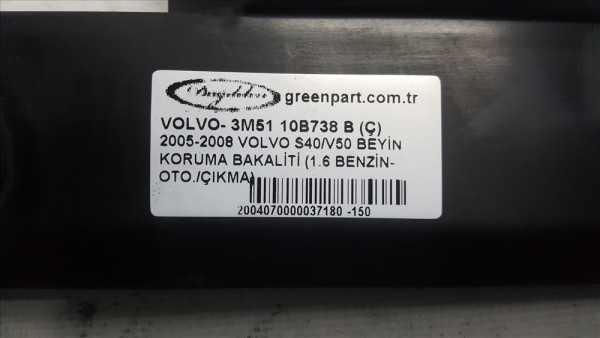 greenpart.com.tr
VOLVO- 3M51 10B738 B (Ç)
2005-2008 VOLVO S40/V50 BEYİN
KORUMA BAKALİTİ (1.6 BENZİN-
OTO./ÇIKMA)
2004070000037180 -150